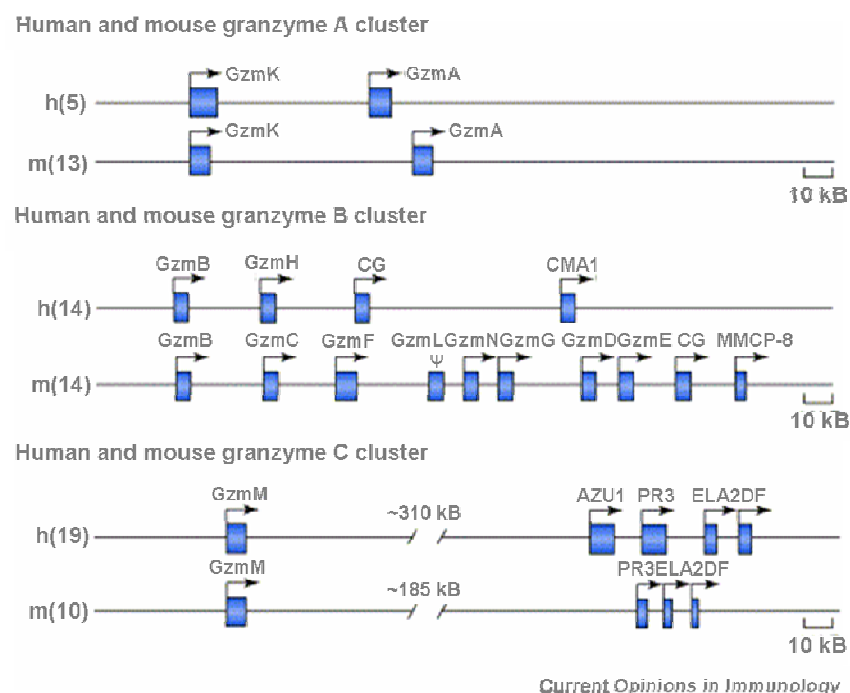 Human and mouse granzyme A cluster
GzmK GzmA
h(5)
GzmK GzmA
m(13)
10 kB
Human and mouse granzyme B cluster
GzmB GzmH CG CMA1
h(14)
GzmB GzmC GzmF GzmL GzmN GzmG GzmD GzmE CG MMCP-8
Ψ
m(14)
10 kB
Human and mouse granzyme C cluster
GzmM ~310 kB AZU1 PR3 ELA2 DF
h(19)
GzmM ~185 kB PR3 ELA2 DF
m(10)
10 kB
Current Opinions in Immunology